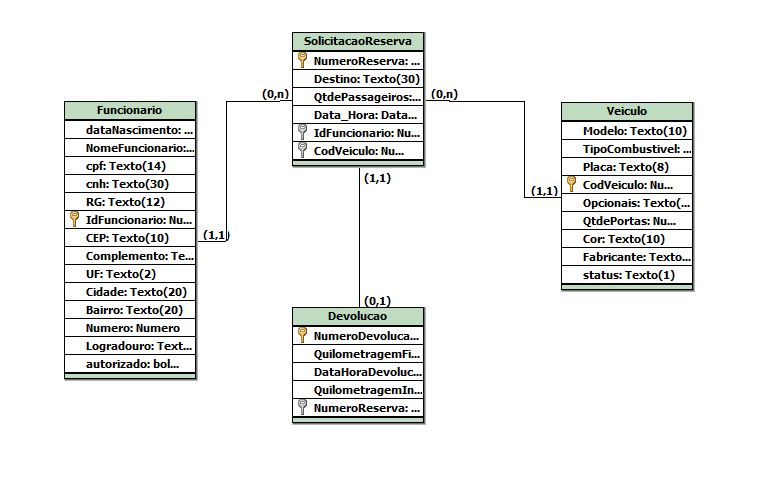 SolicitacaoReserva
NumeroReserva: ...
Destino: Texto(30)
QtdePassageiros:...
Data_Hora: Data...
IdFuncionario: Nu...
CodVeiculo: Nu...
(0,n)
(0,n)
(1,1)
Funcionario
dataNascimento: ...
NomeFuncionario:...
cpf: Texto(14)
cnh: Texto(30)
RG: Texto(12)
IdFuncionario: Nu...
CEP: Texto(10)
Complemento: Te...
UF: Texto(2)
Cidade: Texto(20)
Bairro: Texto(20)
Numero: Numero
Logradouro: Text...
autorizado: bol...
(1,1)
Veiculo
Modelo: Texto(10)
TipoCombustivel: ...
Placa: Texto(8)
CodVeiculo: Nu...
Opcionais: Texto(...
QtdePortas: Nu...
Cor: Texto(10)
Fabricante: Texto...
status: Texto(1)
(1,1)
(0,1)
Devolucao
NumeroDevoluca...
QuilometragemFi...
DataHoraDevoluc...
QuilometragemIn...
NumeroReserva: ...